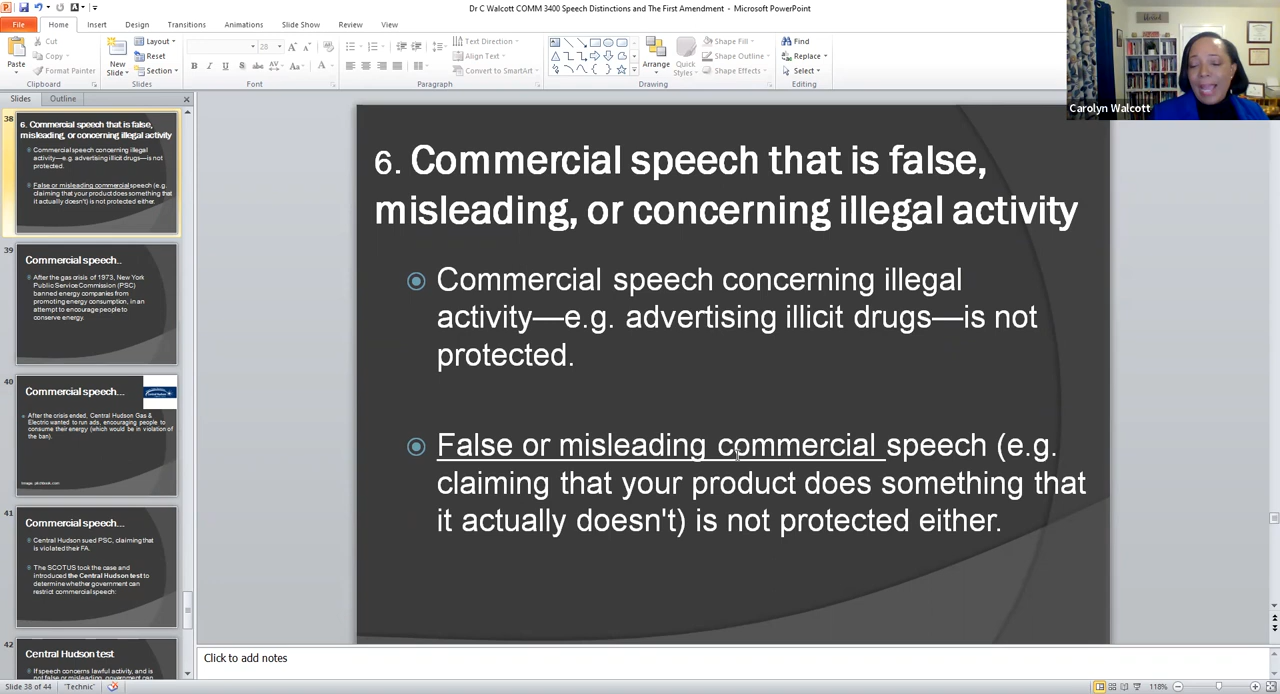 Dr C Walcott COMM 3400 Speech Distinctions and The First Amendment - Microsoft PowerPoint
File Home Insert Design Transitions Animations Slide Show Review View
Cut
Copy
Format Painter
Paste
Clipboard
New Slide
Layout
Reset
Section
Slides
28
Font
Text Direction
Align Text
Convert to SmartArt
Paragraph
Arrange
Quick Styles
Shape Fill
Shape Outline
Shape Effects
Drawing
Find
Replace
Select
Editing
Carolyn Walcott
Slides Outline
38
6. Commercial speech that is false,
misleading, or concerning illegal activity
Commercial speech concerning illegal
activity—e.g. advertising illicit drugs—is not
protected.
False or misleading commercial speech (e.g.
claiming that your product does something that
it actually doesn't) is not protected either.
39
Commercial speech..
After the gas crisis of 1973, New York
Public Service Commission (PSC)
banned energy companies from
promoting energy consumption, in an
attempt to encourage people to
conserve energy.
40
Commercial speech...
After the crisis ended, Central Hudson Gas &
Electric wanted to run ads, encouraging people to
consume their energy (which would be in violation of
the ban).
41
Commercial speech...
Central Hudson sued PSC, claiming that
is violated their FA.
The SCOTUS took the case and
introduced the Central Hudson test to
determine whether government can
restrict commercial speech:
42
Central Hudson test
If speech concerns lawful activity, and is
not false or misleading, government can
6. Commercial speech that is false,
misleading, or concerning illegal activity
Commercial speech concerning illegal
activity—e.g. advertising illicit drugs—is not
protected.
False or misleading commercial speech (e.g.
claiming that your product does something that
it actually doesn't) is not protected either.
Click to add notes
Slide 38 of 44 "Technic" 118%